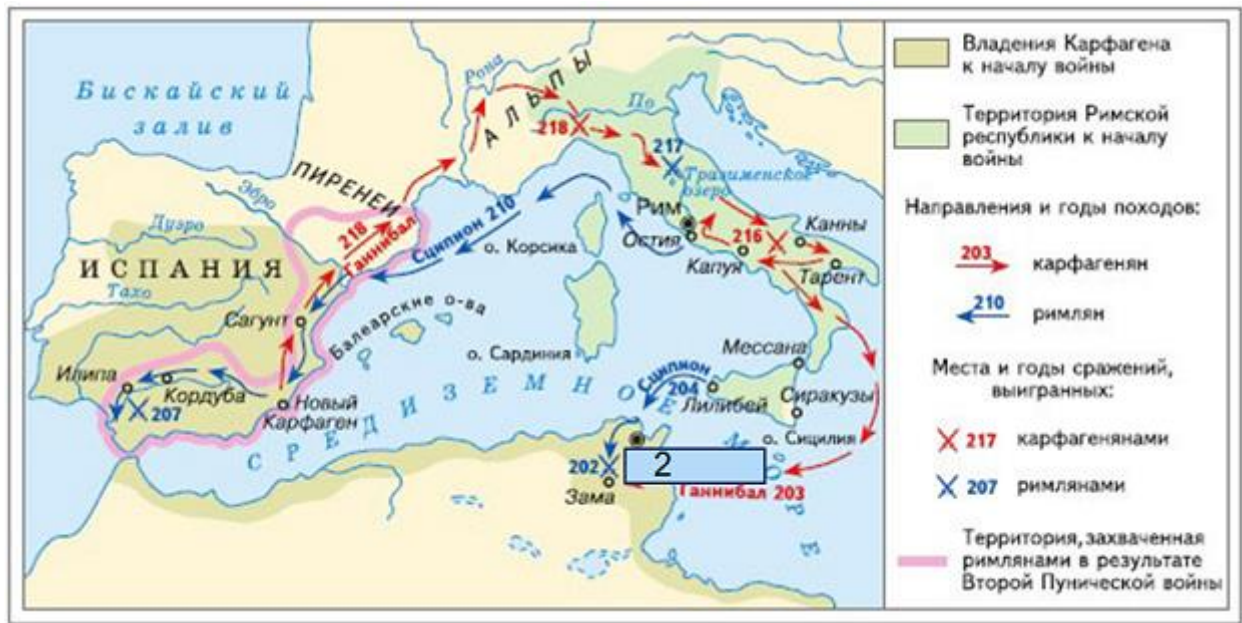 Бискайский
залив
Рона
АЛЬПЫ
По
218
217
Тразименское
озеро
ПИРЕНЕИ
Эбро
Дуэро
218
Ганнибал
Сципион 210
о. Корсика
Рим
Остия
216
Канны
Капуя
Тарент
ИСПАНИЯ
Тахо
Сагунт
Балеарские о-ва
о. Сардиния
Мессана
Сципион
204
Лилибей
Сиракузы
о. Сицилия
Илипа
Кордуба
207
Новый
Карфаген
СРЕДИЗЕМНОЕ МОРЕ
202
2
Зама
Ганнибал 203
Владения Карфагена
к началу войны
Территория Римской
республики к началу
войны
Направления и годы походов:
203
карфагенян
210
римлян
Места и годы сражений,
выигранных:
217 карфагенянами
207 римлянами
Территория, захваченная
римлянами в результате
Второй Пунической войны